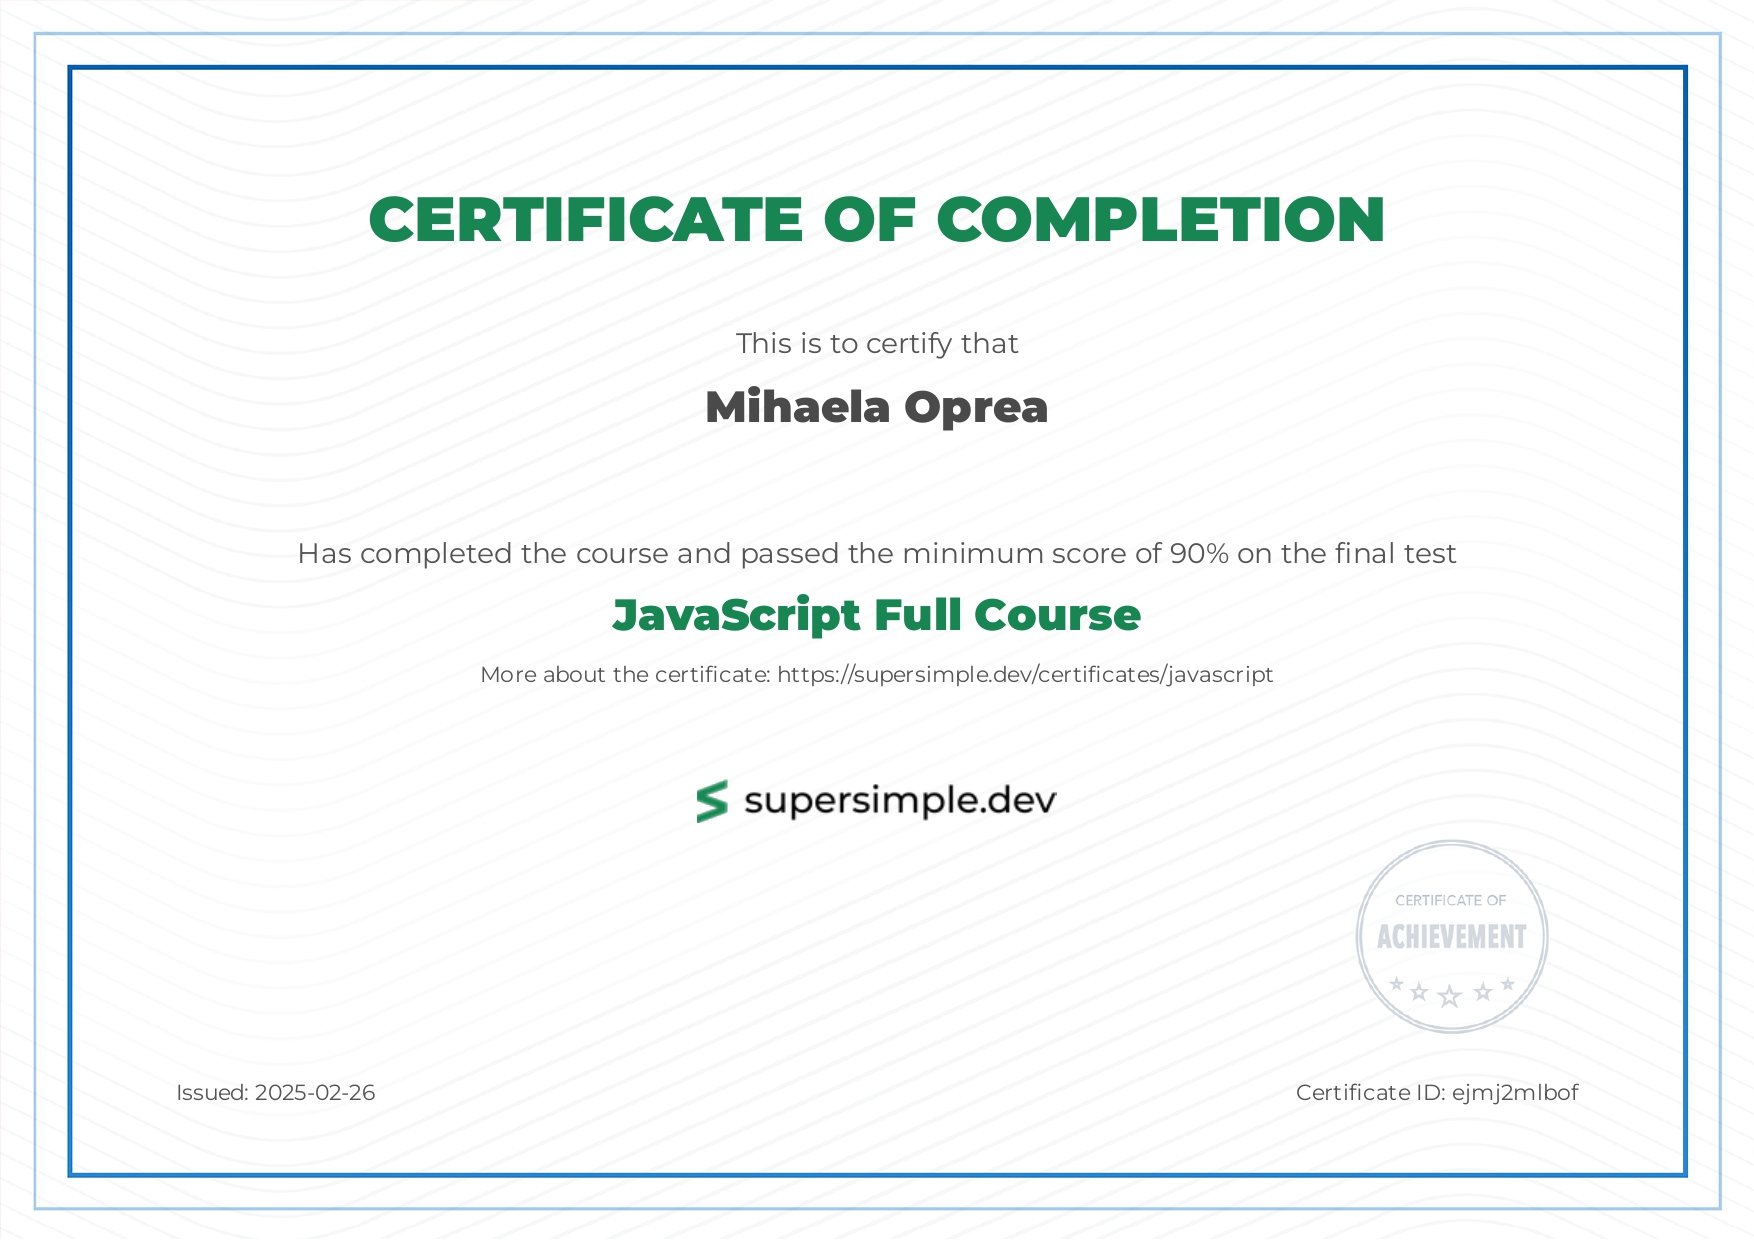 CERTIFICATE OF COMPLETION
This is to certify that
Mihaela Oprea
Has completed the course and passed the minimum score of 90% on the final test
JavaScript Full Course
More about the certificate: https://supersimple.dev/certificates/javascript
supersimple.dev
CERTIFICATE OF
ACHIEVEMENT
Issued: 2025-02-26
Certificate ID: ejmj2mlbof